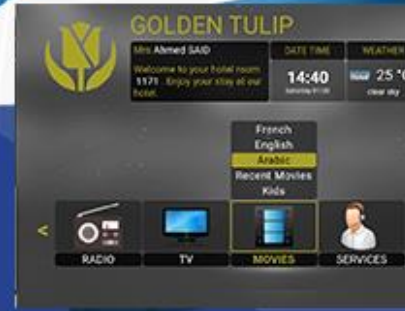 GOLDEN TULIP
Mrs Ahmed SAID
Welcome to your hotel room
1171 . Enjoy your stay at our
hotel.
DATE TIME
14:40
WEATHER
25 °C
clear sky
French
English
Arabic
Recent Movies
Kids
<
RADIO
TV
MOVIES
SERVICES